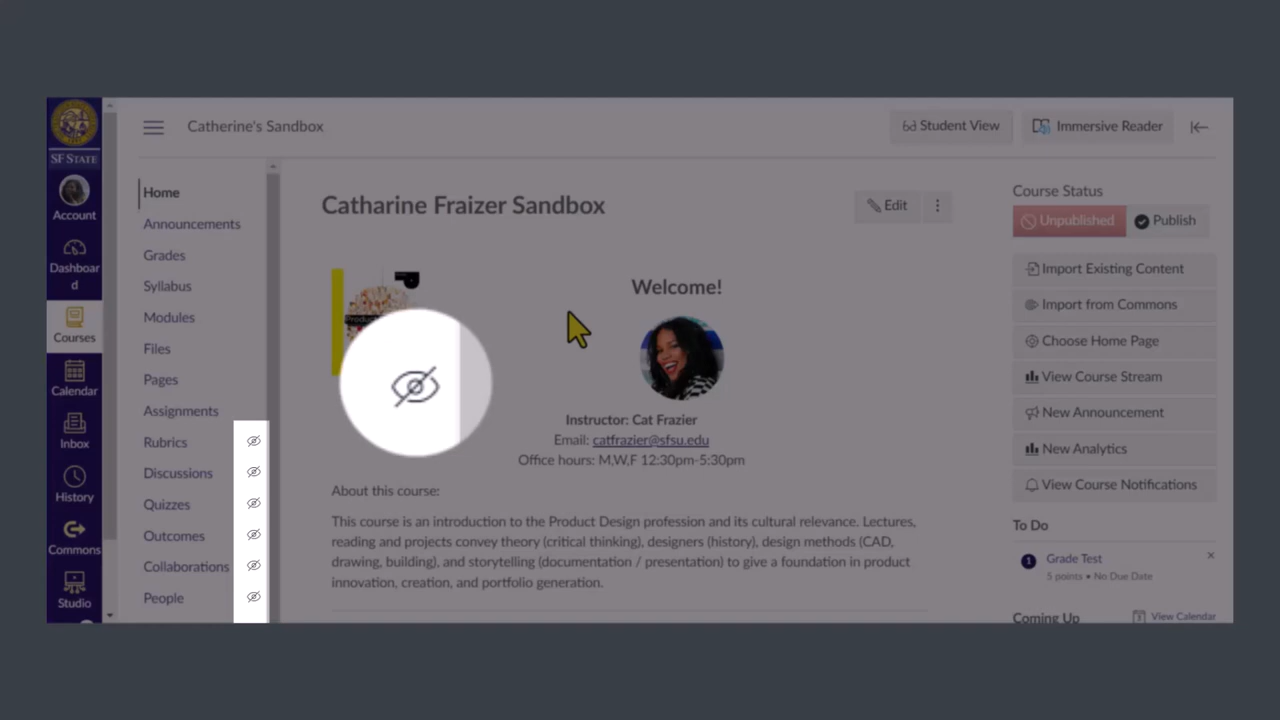 SF STATE
Account
Dashboar
d
Courses
Calendar
Inbox
History
Commons
Studio
Catherine's Sandbox
Student View
Immersive Reader
Home
Announcements
Grades
Syllabus
Modules
Files
Pages
Assignments
Rubrics
Discussions
Quizzes
Outcomes
Collaborations
People
Catharine Fraizer Sandbox
Edit
Welcome!
Instructor: Cat Frazier
Email: catfrazier@sfsu.edu
Office hours: M,W,F 12:30pm-5:30pm
About this course:
This course is an introduction to the Product Design profession and its cultural relevance. Lectures,
reading and projects convey theory (critical thinking), designers (history), design methods (CAD,
drawing, building), and storytelling (documentation / presentation) to give a foundation in product
innovation, creation, and portfolio generation.
Course Status
Unpublished
Publish
Import Existing Content
Import from Commons
Choose Home Page
View Course Stream
New Announcement
New Analytics
View Course Notifications
To Do
1 Grade Test
5 points • No Due Date
Coming Up
View Calendar